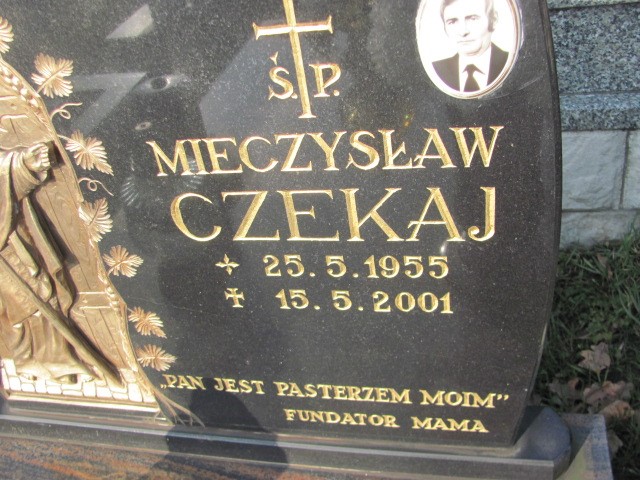 Ś.P.
MIECZYSŁAW
CZEKAJ
25.5.1955
15.5.2001
„PAN JEST PASTERZEM MOIM"
FUNDATOR MAMA